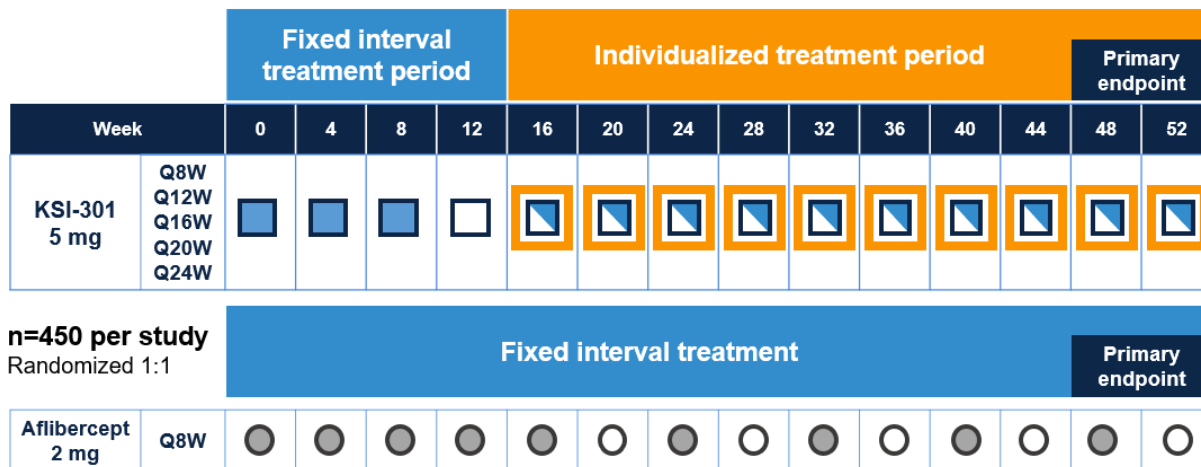 Fixed interval
treatment period
Individualized treatment period
Primary
endpoint
Week 0 4 8 12 16 20 24 28 32 36 40 44 48 52
KSI-301
5 mg
Q8W
Q12W
Q16W
Q20W
Q24W
n=450 per study
Randomized 1:1
Fixed interval treatment
Primary
endpoint
Aflibercept
2 mg
Q8W